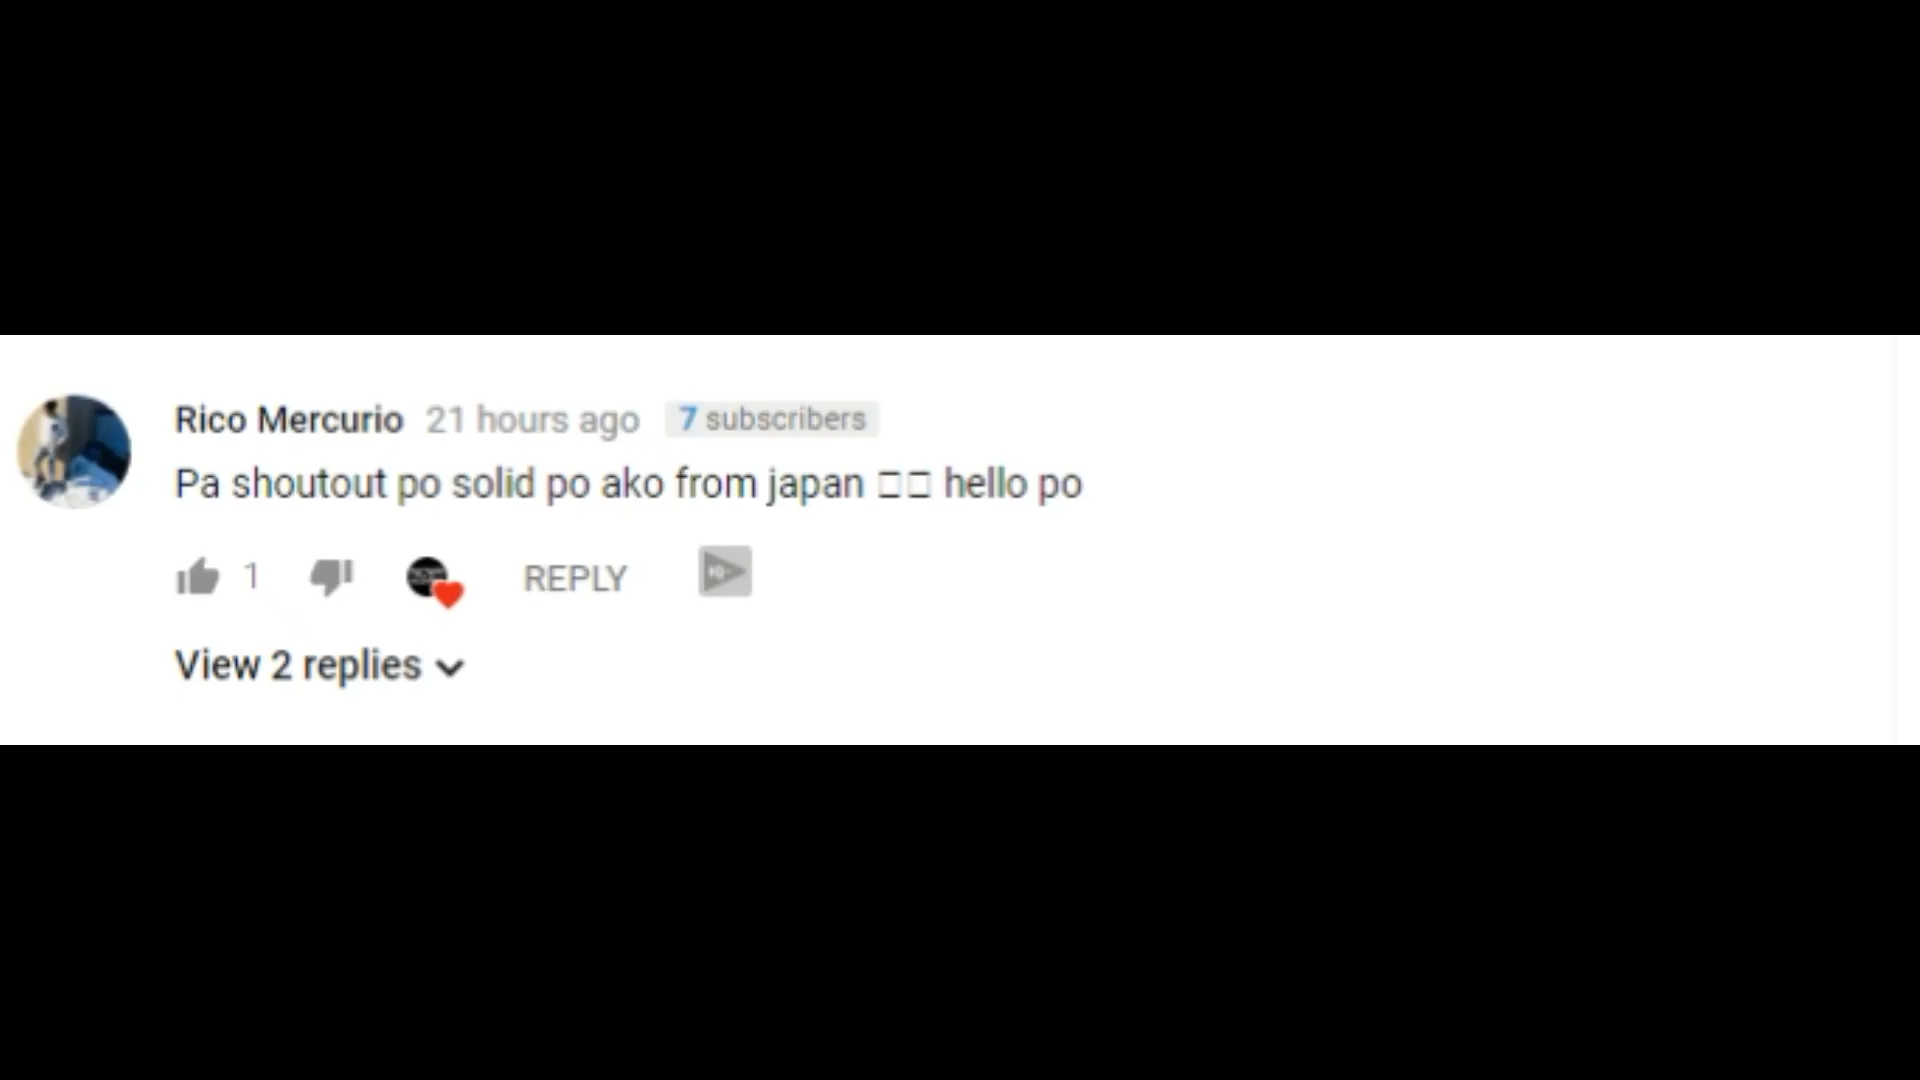 Rico Mercurio 21 hours ago 7 subscribers
Pa shoutout po solid po ako from japan □□ hello po
1 REPLY
View 2 replies